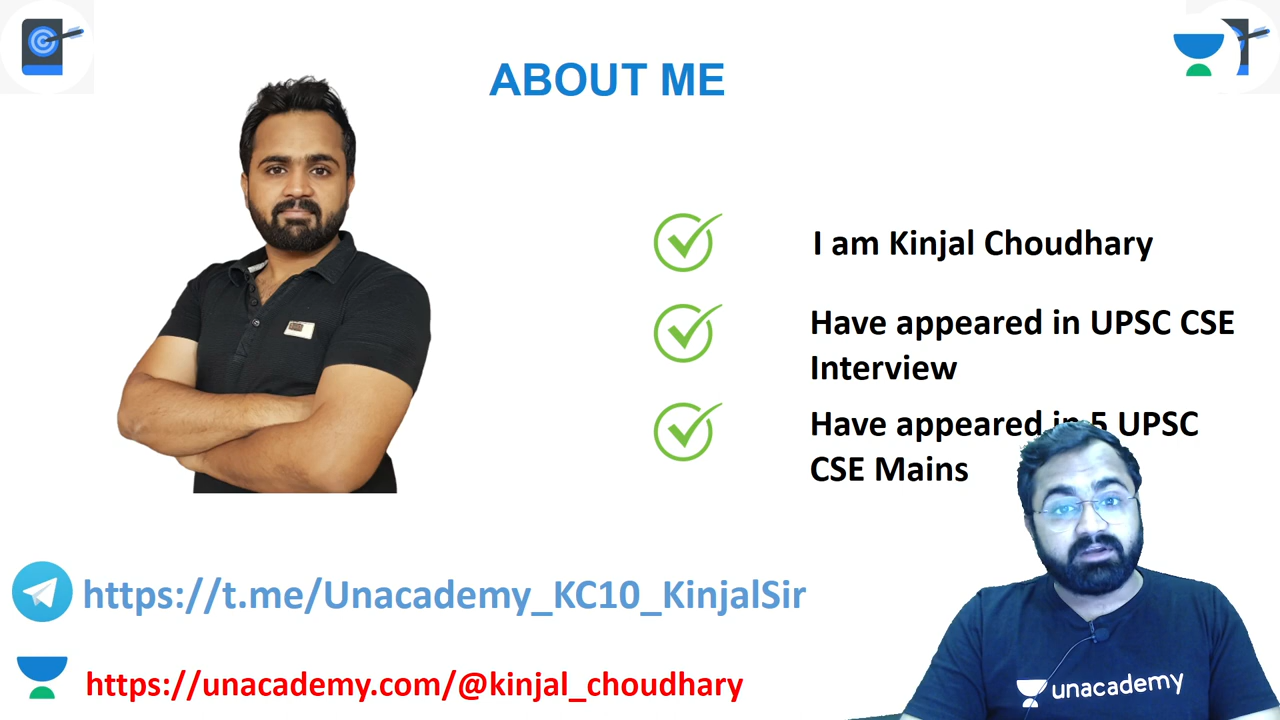 ABOUT ME
I am Kinjal Choudhary
Have appeared in UPSC CSE
Interview
Have appeared in 5 UPSC
CSE Mains
https://t.me/Unacademy_KC10_KinjalSir
https://unacademy.com/@kinjal_choudhary
unacademy